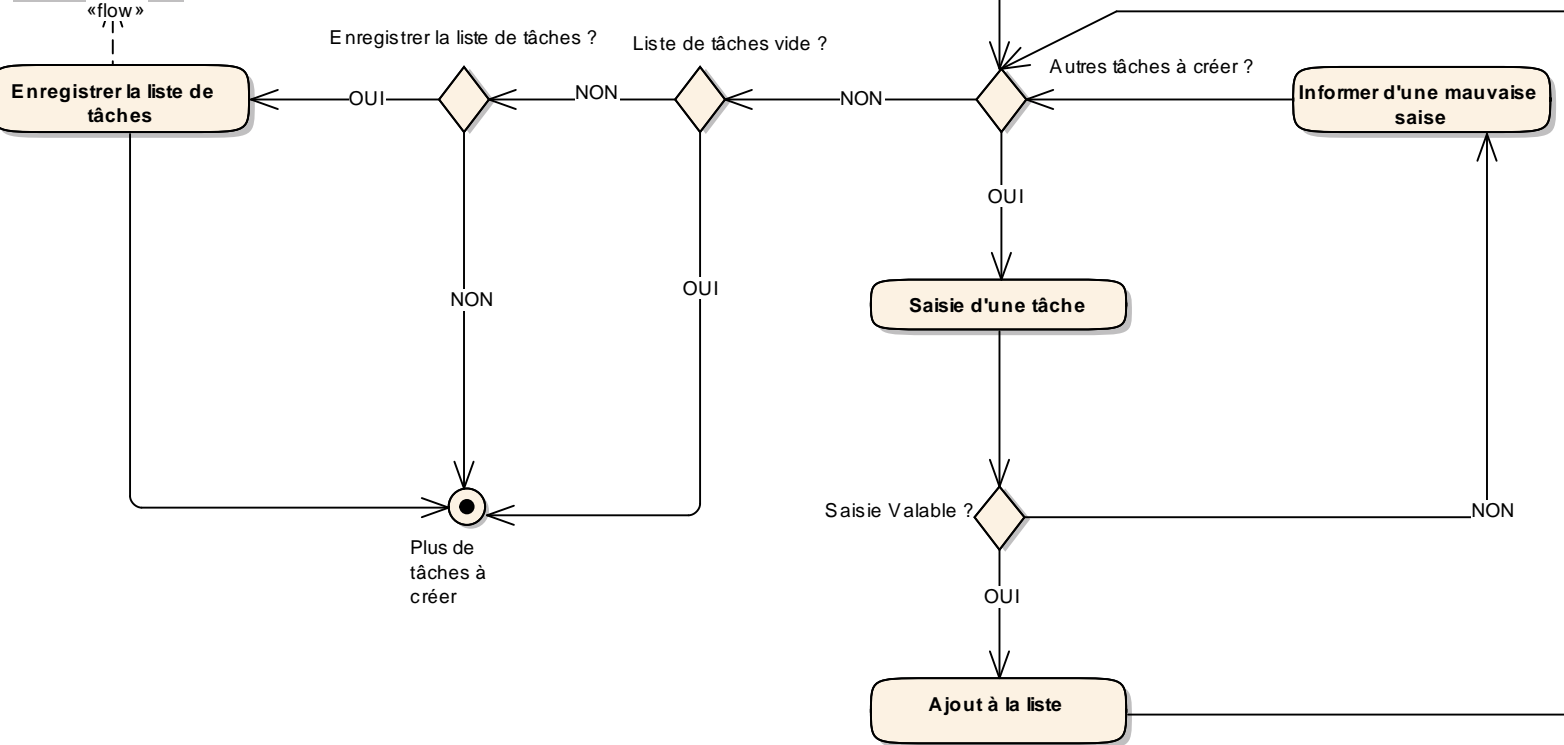 «flow»
Enregistrer la liste de tâches ?
Liste de tâches vide ?
Autres tâches à créer ?
Enregistrer la liste de
tâches
OUI
NON
NON
Informer d'une mauvaise
saise
OUI
NON
OUI
Saisie d'une tâche
Saisie Valable ?
NON
Plus de
tâches à
créer
OUI
Ajout à la liste